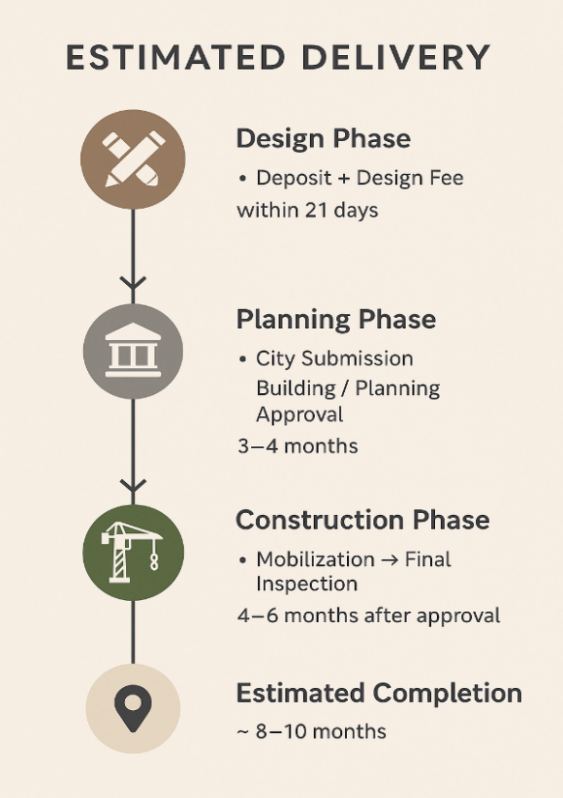 ESTIMATED DELIVERY
Design Phase
• Deposit + Design Fee
within 21 days
Planning Phase
• City Submission
Building / Planning
Approval
3–4 months
Construction Phase
• Mobilization → Final
Inspection
4–6 months after approval
Estimated Completion
~ 8–10 months